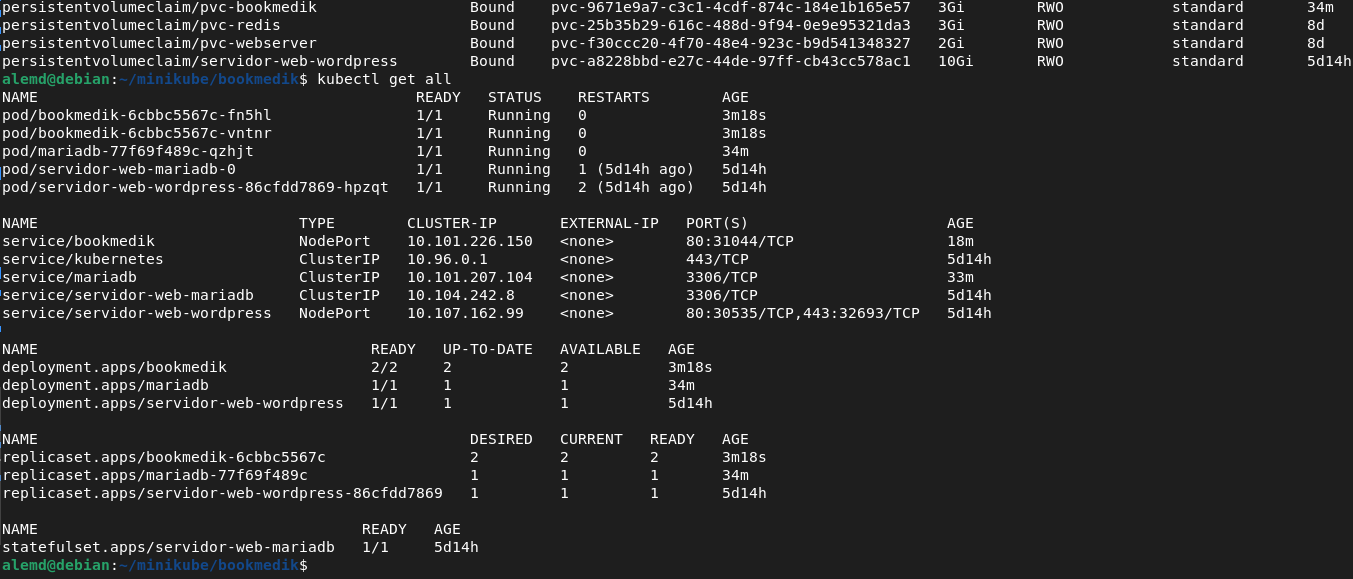 persistentvolumeclaim/pvc-bookmedik                 Bound    pvc-9671e9a7-c3c1-4cdf-874c-184e1b165e57   3Gi        RWO            standard       34m
persistentvolumeclaim/pvc-redis                     Bound    pvc-25b35b29-616c-488d-9f94-0e9e95321da3   3Gi        RWO            standard       8d
persistentvolumeclaim/pvc-webserver                 Bound    pvc-f30ccc20-4f70-48e4-923c-b9d541348327   2Gi        RWO            standard       8d
persistentvolumeclaim/servidor-web-wordpress        Bound    pvc-a8228bbd-e27c-44de-97ff-cb43cc578ac1   10Gi       RWO            standard       5d14h
alemd@debian:~/minikube/bookmedik$ kubectl get all
NAME                                          READY   STATUS    RESTARTS        AGE
pod/bookmedik-6cbbc5567c-fn5hl                1/1     Running   0               3m18s
pod/bookmedik-6cbbc5567c-vntnr                1/1     Running   0               3m18s
pod/mariadb-77f69f489c-qzhjt                  1/1     Running   0               34m
pod/servidor-web-mariadb-0                    1/1     Running   1 (5d14h ago)   5d14h
pod/servidor-web-wordpress-86cfdd7869-hpzqt   1/1     Running   2 (5d14h ago)   5d14h
NAME                             TYPE        CLUSTER-IP       EXTERNAL-IP   PORT(S)                      AGE
service/bookmedik                NodePort    10.101.226.150   <none>        80:31044/TCP                 18m
service/kubernetes               ClusterIP   10.96.0.1        <none>        443/TCP                      5d14h
service/mariadb                  ClusterIP   10.101.207.104   <none>        3306/TCP                     33m
service/servidor-web-mariadb     ClusterIP   10.104.242.8     <none>        3306/TCP                     5d14h
service/servidor-web-wordpress   NodePort    10.107.162.99    <none>        80:30535/TCP,443:32693/TCP   5d14h
NAME                                     READY   UP-TO-DATE   AVAILABLE   AGE
deployment.apps/bookmedik                2/2     2            2           3m18s
deployment.apps/mariadb                  1/1     1            1           34m
deployment.apps/servidor-web-wordpress   1/1     1            1           5d14h
NAME                                                DESIRED   CURRENT   READY   AGE
replicaset.apps/bookmedik-6cbbc5567c                2         2         2       3m18s
replicaset.apps/mariadb-77f69f489c                  1         1         1       34m
replicaset.apps/servidor-web-wordpress-86cfdd7869   1         1         1       5d14h
NAME                                    READY   AGE
statefulset.apps/servidor-web-mariadb   1/1     5d14h
alemd@debian:~/minikube/bookmedik$